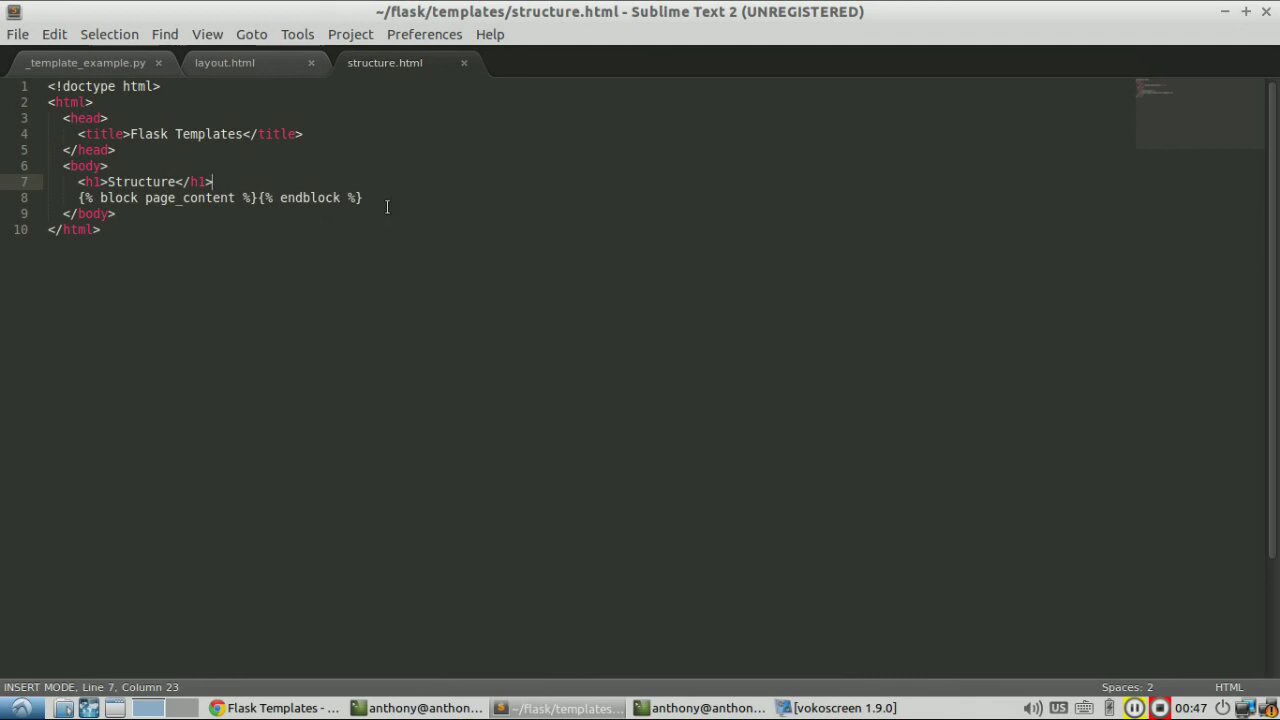 ~/flask/templates/structure.html - Sublime Text 2 (UNREGISTERED)
File Edit Selection Find View Goto Tools Project Preferences Help
_template_example.py layout.html structure.html
1 <!doctype html>
2 <html>
3 <head>
4 <title>Flask Templates</title>
5 </head>
6 <body>
7 <h1>Structure</h1>
8 {% block page_content %}{% endblock %}
9 </body>
10 </html>
INSERT MODE, Line 7, Column 23 Spaces: 2 HTML
Flask Templates - ... anthony@anthon... ~/flask/templates... anthony@anthon... [vokoscreen 1.9.0] US 00:47